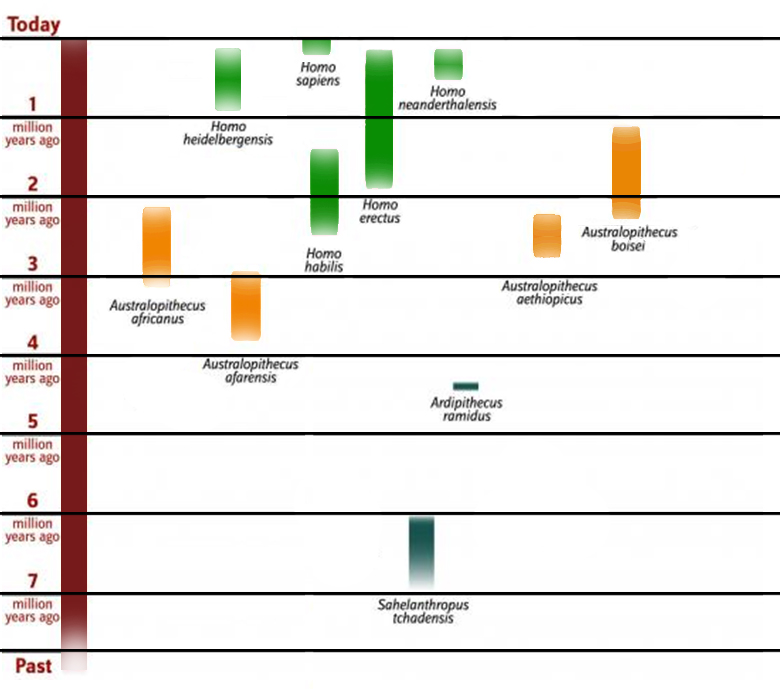 Today
Homo
sapiens
Homo
neanderthalensis
1
million
years ago
Homo
heidelbergensis
2
million
years ago
Homo
erectus
Australopithecus
boisei
Homo
habilis
3
million
years ago
Australopithecus
aethiopicus
Australopithecus
africanus
4
million
years ago
Australopithecus
afarensis
Ardipithecus
ramidus
5
million
years ago
6
million
years ago
7
million
years ago
Sahelanthropus
tchadensis
Past